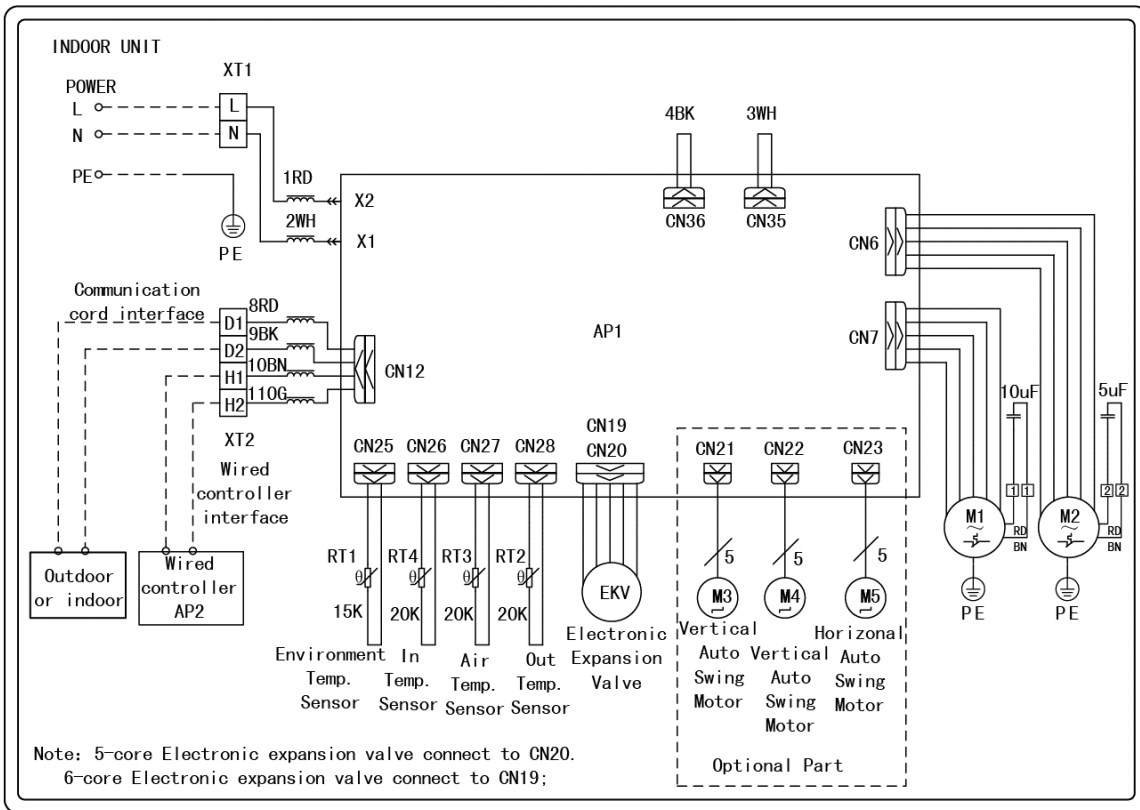 INDOOR UNIT
POWER
XT1
L
L
N
N
PE
PE
1RD
X2
2WH
X1
4BK
3WH
CN36
CN35
CN6
CN7
AP1
Communication
cord interface
D1
8RD
D2
9BK
H1
10BN
H2
11OG
CN12
XT2
Wired
controller
interface
Outdoor
or indoor
Wired
controller
AP2
CN25
CN26
CN27
CN28
CN19
CN20
CN21
CN22
CN23
RT1
RT4
RT3
RT2
θ
θ
θ
θ
15K
20K
20K
20K
EKV
5
5
5
M3
M4
M5
Environment
Temp.
Sensor
In
Temp.
Sensor
Air
Temp.
Sensor
Out
Temp.
Sensor
Electronic
Expansion
Valve
Vertical
Auto
Swing
Motor
Vertical
Auto
Swing
Motor
Horizonal
Auto
Swing
Motor
Optional Part
10uF
5uF
1 1
2 2
M1
~
M2
~
RD
BN
RD
BN
PE
PE
Note: 5-core Electronic expansion valve connect to CN20.
6-core Electronic expansion valve connect to CN19;